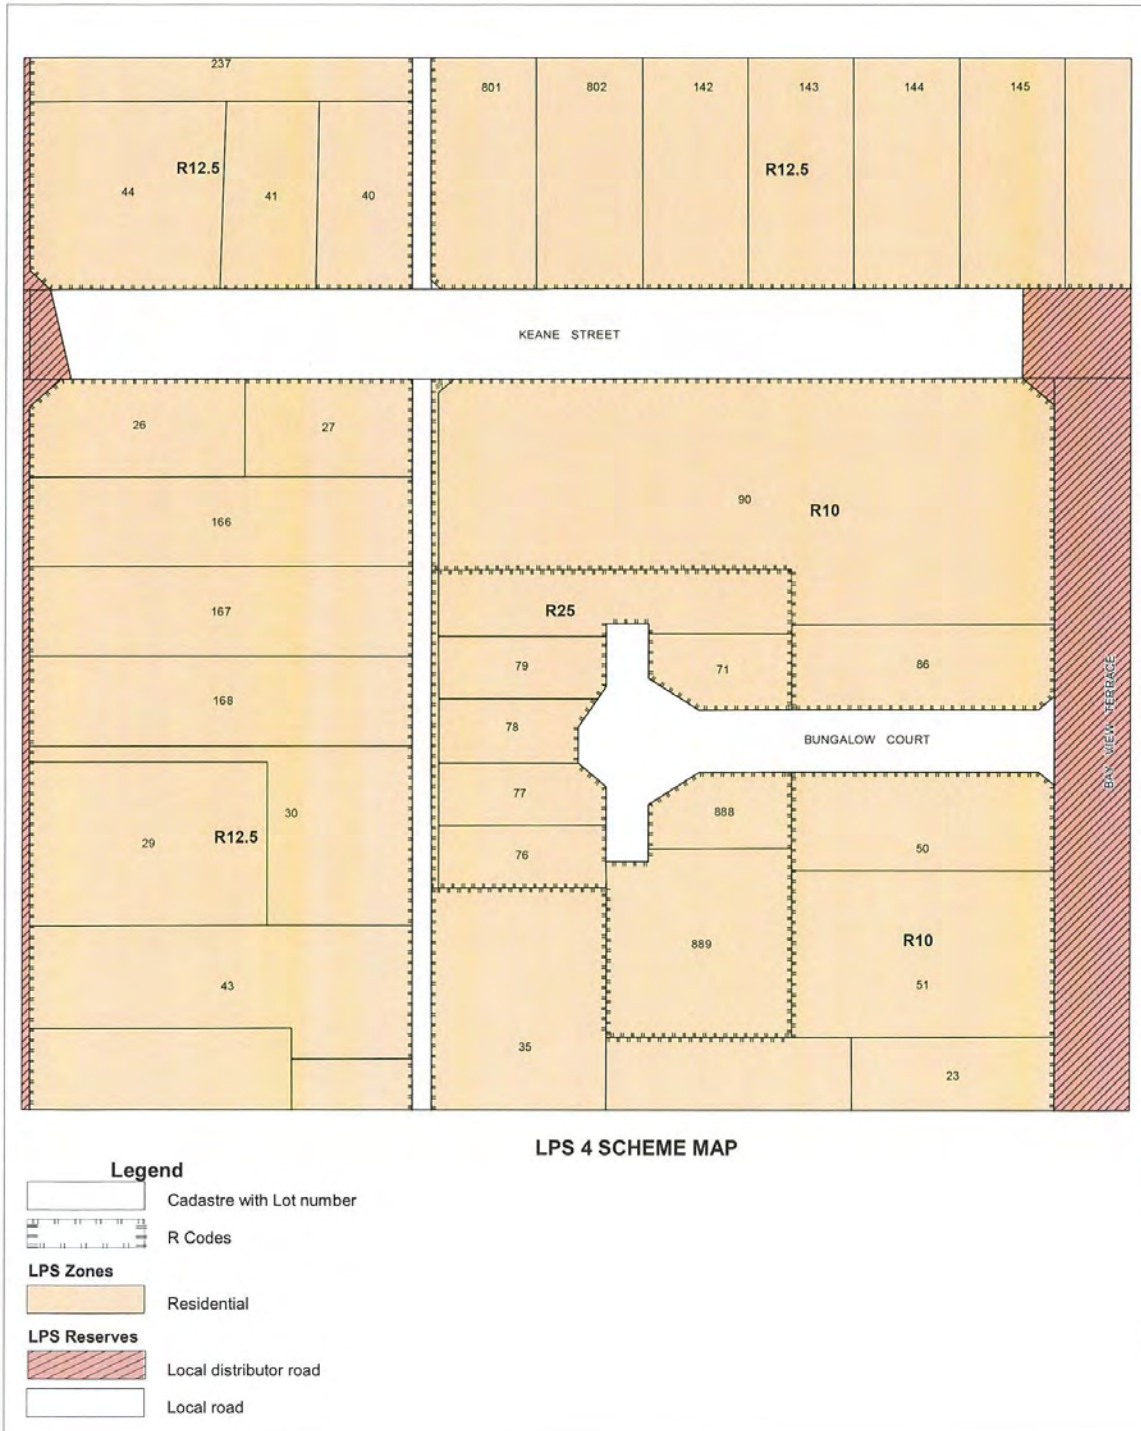 237
801 802 142 143 144 145
R12.5 R12.5
44 41 40
KEANE STREET
26 27
90
R10
166
R25
167
79 71 86
168
78 BUNGALOW COURT
BAY VIEW TERRACE
77
30 888
29 R12.5
76 50
889 R10
43 51
35
23
LPS 4 SCHEME MAP
Legend
Cadastre with Lot number
R Codes
LPS Zones
Residential
LPS Reserves
Local distributor road
Local road